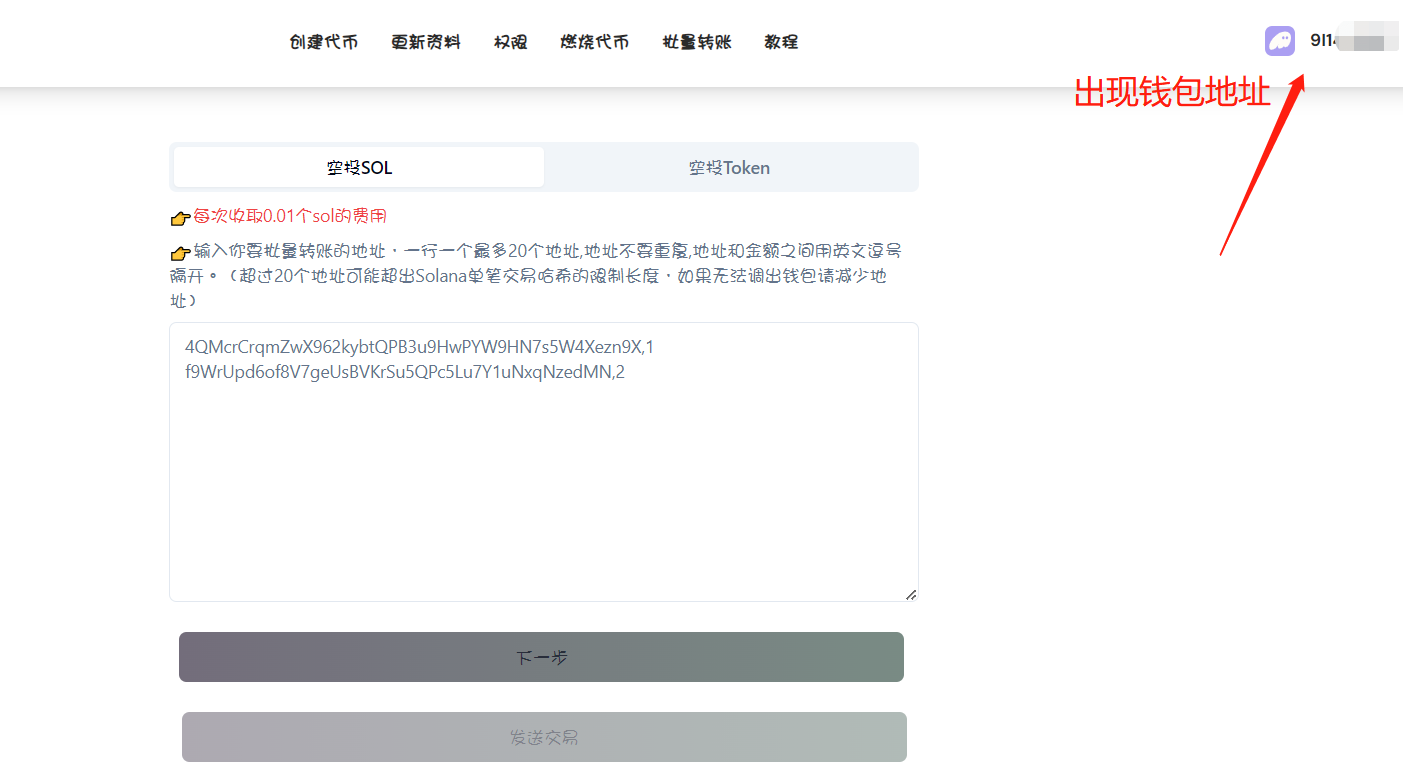 创建代币 更新资料 权限 燃烧代币 批量转账 教程
9I14
出现钱包地址
空投SOL 空投Token
👉每次收取0.01个sol的费用
👉输入你要批量转账的地址，一行一个最多20个地址,地址不要重复,地址和金额之间用英文逗号
隔开。（超过20个地址可能超出Solana单笔交易哈希的限制长度，如果无法调出钱包请减少地
址）
4QMcrCrqmZwX962kybtQPB3u9HwPYW9HN7s5W4Xezn9X,1
f9WrUpd6of8V7geUsBVKrSu5QPc5Lu7Y1uNxqNzedMN,2
下一步
发送交易